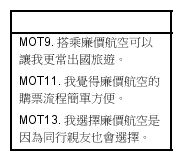 MOT9. 搭乘廉價航空可以
讓我更常出國旅遊。
MOT11. 我覺得廉價航空的
購票流程簡單方便。
MOT13. 我選擇廉價航空是
因為同行親友也會選擇。